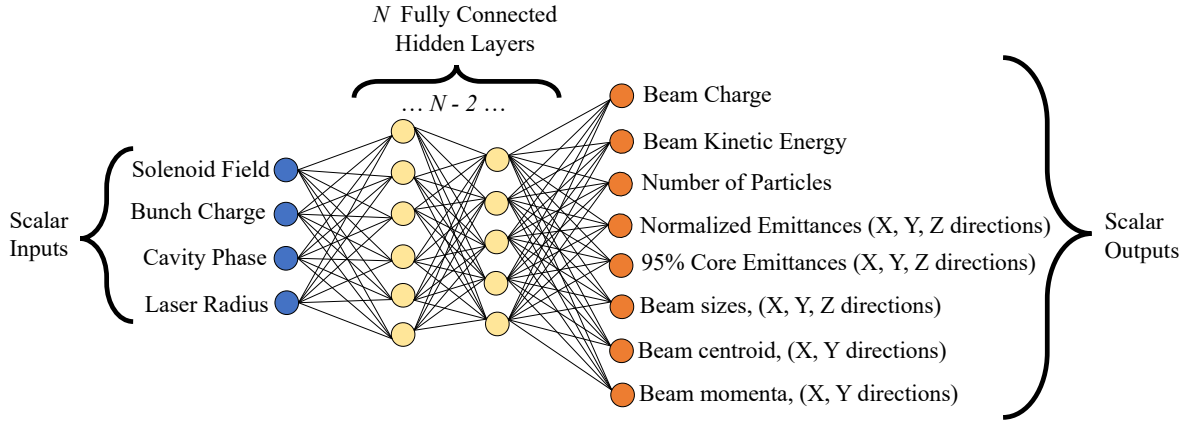 N Fully Connected
Hidden Layers
… N - 2 …
Scalar
Inputs
Solenoid Field
Bunch Charge
Cavity Phase
Laser Radius
Beam Charge
Beam Kinetic Energy
Number of Particles
Normalized Emittances (X, Y, Z directions)
95% Core Emittances (X, Y, Z directions)
Beam sizes, (X, Y, Z directions)
Beam centroid, (X, Y directions)
Beam momenta, (X, Y directions)
Scalar
Outputs